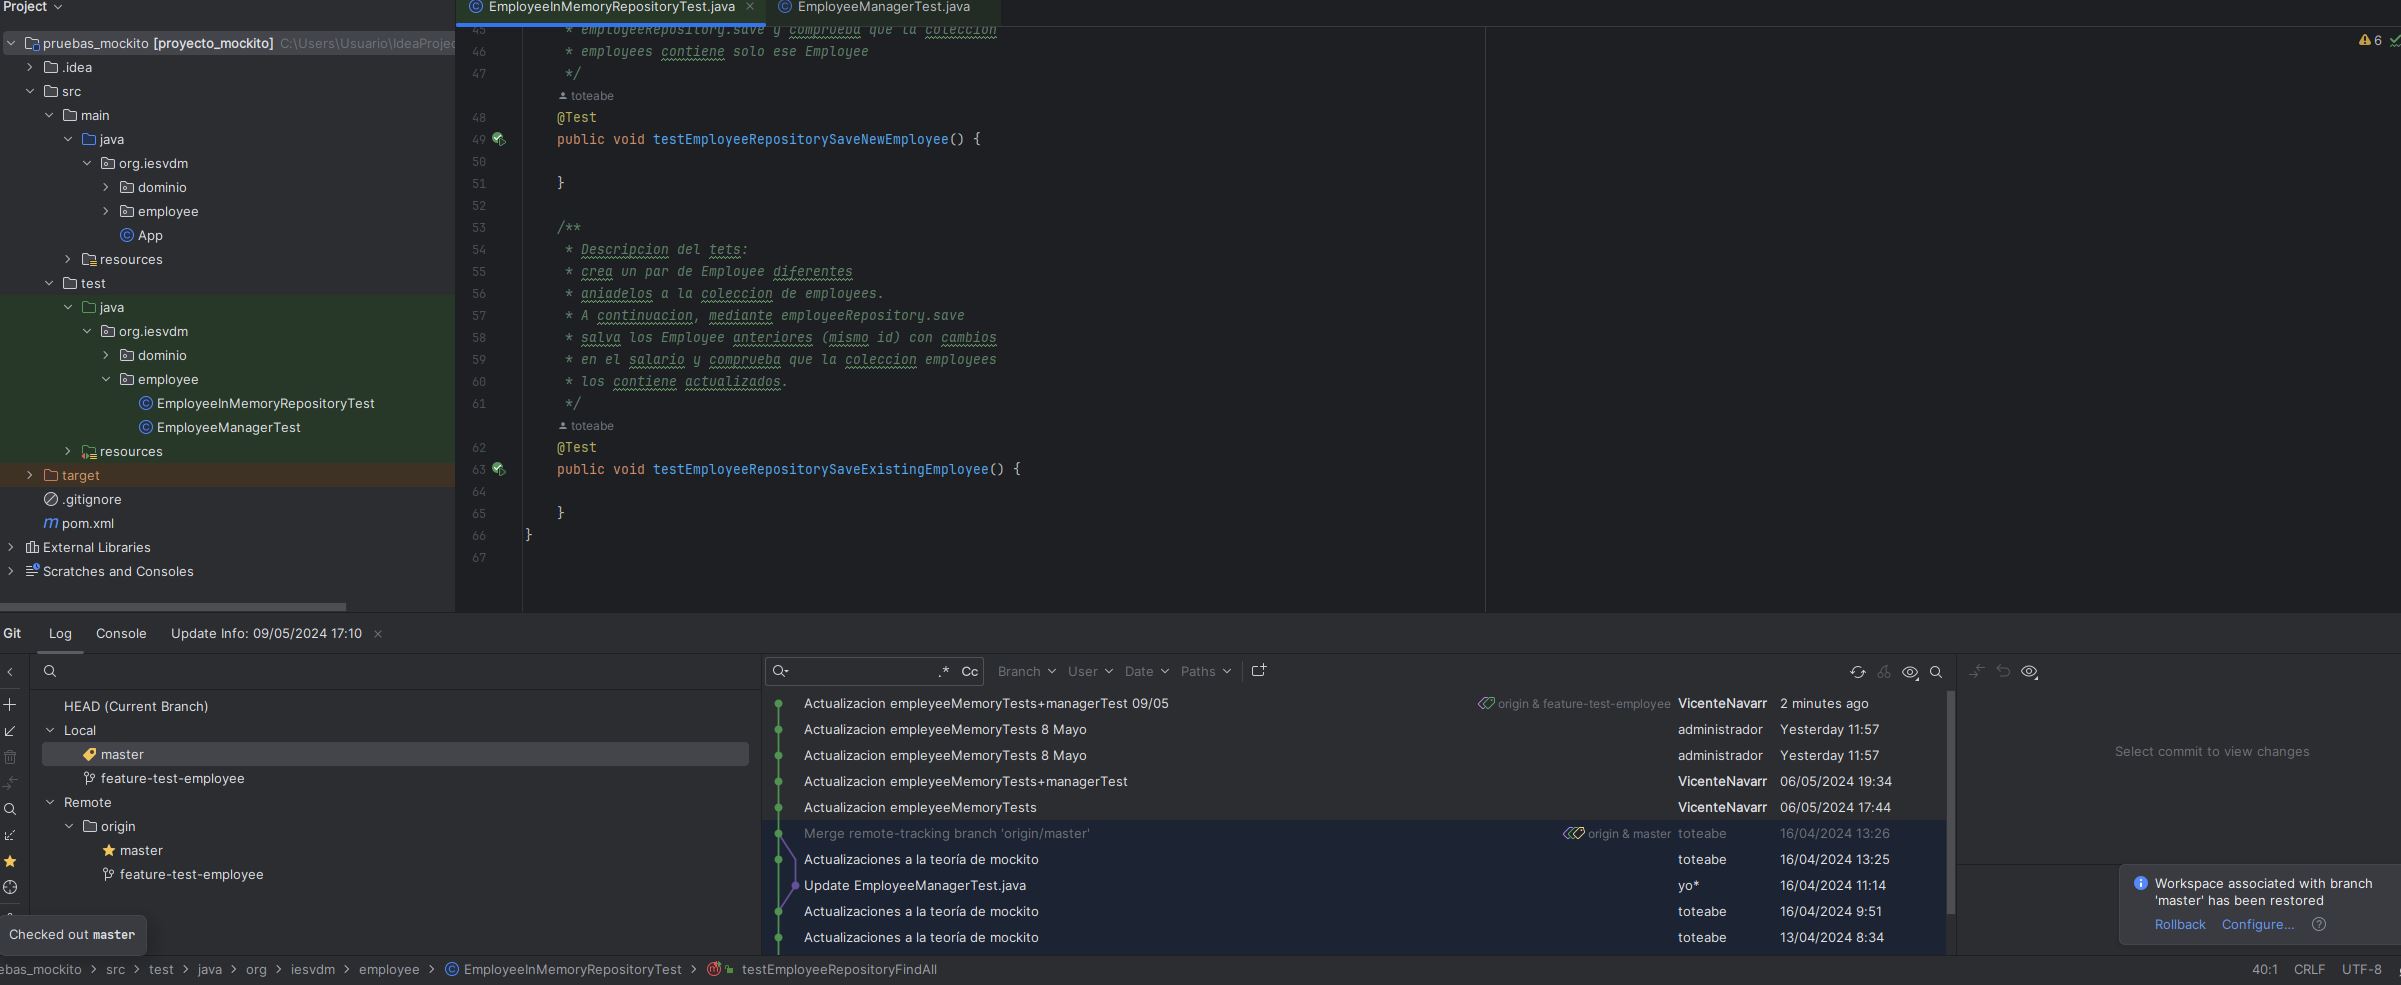 Project
EmployeeInMemoryRepositoryTest.java
EmployeeManagerTest.java
pruebas_mockito [proyecto_mockito] C:\Users\Usuario\IdeaProjec
.idea
src
main
java
org.iesvdm
dominio
employee
App
resources
test
java
org.iesvdm
dominio
employee
EmployeeInMemoryRepositoryTest
EmployeeManagerTest
resources
target
.gitignore
pom.xml
External Libraries
Scratches and Consoles
45 * employeeRepository.save y comprueba que la coleccion
46 * employees contiene solo ese Employee
47 */
toteabe
48 @Test
49 public void testEmployeeRepositorySaveNewEmployee() {
50
51 }
52
53 /**
54 * Descripcion del tets:
55 * crea un par de Employee diferentes
56 * aniadelos a la coleccion de employees.
57 * A continuacion, mediante employeeRepository.save
58 * salva los Employee anteriores (mismo id) con cambios
59 * en el salario y comprueba que la coleccion employees
60 * los contiene actualizados.
61 */
toteabe
62 @Test
63 public void testEmployeeRepositorySaveExistingEmployee() {
64
65 }
66 }
67
6
Git Log Console Update Info: 09/05/2024 17:10
HEAD (Current Branch)
Local
master
feature-test-employee
Remote
origin
master
feature-test-employee
.* Cc Branch User Date Paths
Actualizacion empleyeeMemoryTests+managerTest 09/05 origin & feature-test-employee VicenteNavarr 2 minutes ago
Actualizacion empleyeeMemoryTests 8 Mayo administrador Yesterday 11:57
Actualizacion empleyeeMemoryTests 8 Mayo administrador Yesterday 11:57
Actualizacion empleyeeMemoryTests+managerTest VicenteNavarr 06/05/2024 19:34
Actualizacion empleyeeMemoryTests VicenteNavarr 06/05/2024 17:44
Merge remote-tracking branch 'origin/master' origin & master toteabe 16/04/2024 13:26
Actualizaciones a la teoría de mockito toteabe 16/04/2024 13:25
Update EmployeeManagerTest.java yo* 16/04/2024 11:14
Actualizaciones a la teoría de mockito toteabe 16/04/2024 9:51
Actualizaciones a la teoría de mockito toteabe 13/04/2024 8:34
Select commit to view changes
Workspace associated with branch
'master' has been restored
Rollback Configure...
Checked out master
ebas_mockito > src > test > java > org > iesvdm > employee > EmployeeInMemoryRepositoryTest > testEmployeeRepositoryFindAll
40:1 CRLF UTF-8